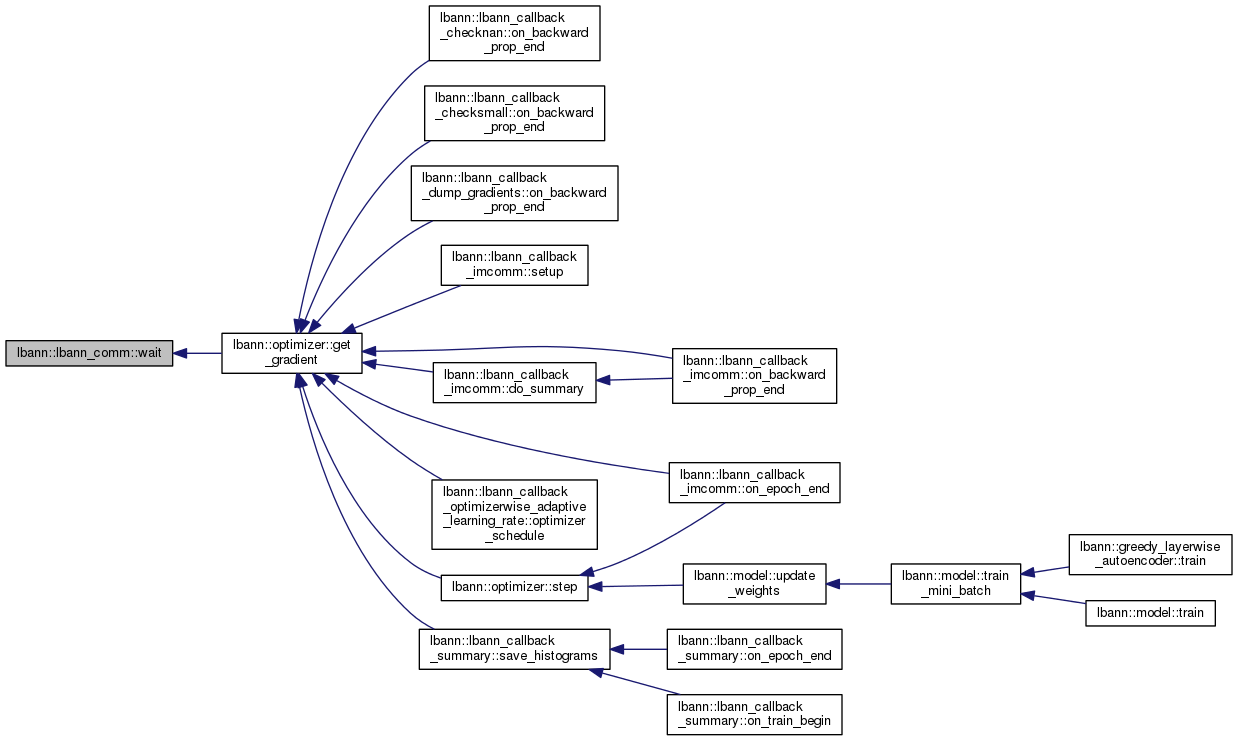 lbann::lbann_callback
_checknan::on_backward
_prop_end
lbann::lbann_callback
_checksmall::on_backward
_prop_end
lbann::lbann_callback
_dump_gradients::on_backward
_prop_end
lbann::lbann_callback
_imcomm::setup
lbann::lbann_comm::wait
lbann::optimizer::get
_gradient
lbann::lbann_callback
_imcomm::do_summary
lbann::lbann_callback
_imcomm::on_backward
_prop_end
lbann::lbann_callback
_imcomm::on_epoch_end
lbann::lbann_callback
_optimizerwise_adaptive
_learning_rate::optimizer
_schedule
lbann::optimizer::step
lbann::model::update
_weights
lbann::model::train
_mini_batch
lbann::greedy_layerwise
_autoencoder::train
lbann::model::train
lbann::lbann_callback
_summary::save_histograms
lbann::lbann_callback
_summary::on_epoch_end
lbann::lbann_callback
_summary::on_train_begin